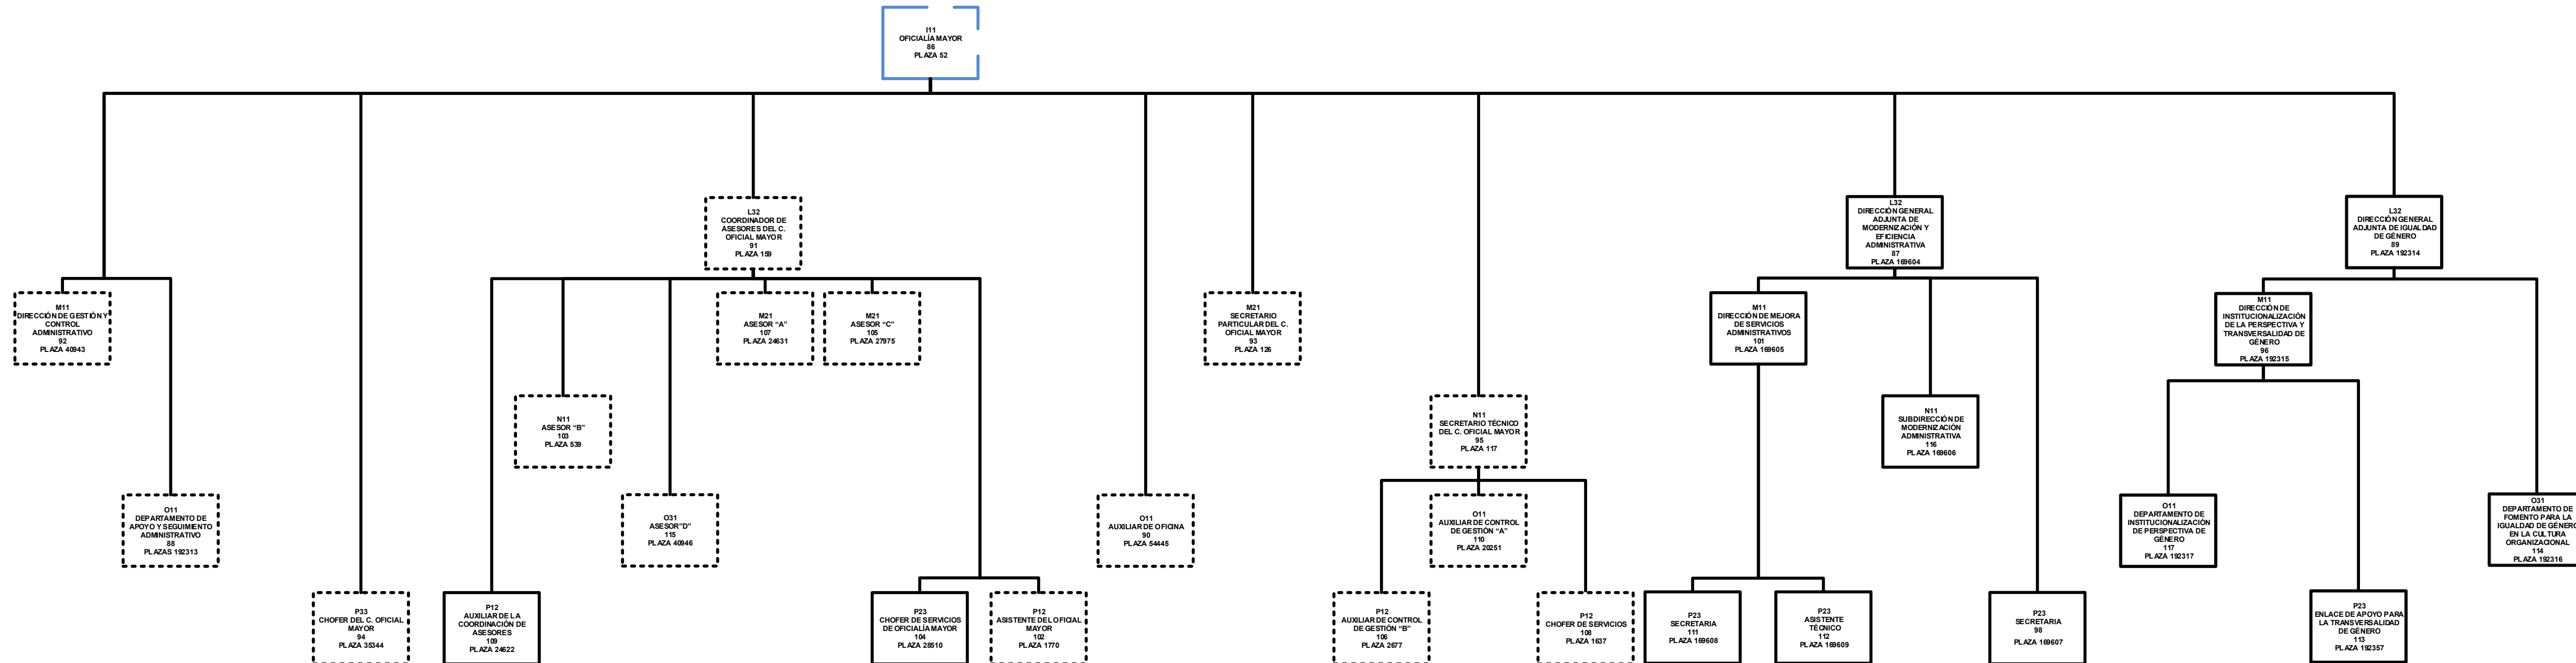 I11
OFICIALÍA MAYOR
86
PLAZA 52
L32
COORDINADOR DE
ASESORES DEL C.
OFICIAL MAYOR
91
PLAZA 159
L32
DIRECCIÓN GENERAL
ADJUNTA DE
MODERNIZACIÓN Y
EFICIENCIA
ADMINISTRATIVA
87
PLAZA 169604
L32
DIRECCIÓN GENERAL
ADJUNTA DE IGUALDAD
DE GÉNERO
89
PLAZA 192314
M11
DIRECCIÓN DE GESTIÓN Y
CONTROL
ADMINISTRATIVO
92
PLAZA 40943
M21
ASESOR “A”
107
PLAZA 24631
M21
ASESOR “C”
105
PLAZA 27975
M21
SECRETARIO
PARTICULAR DEL C.
OFICIAL MAYOR
93
PLAZA 126
M11
DIRECCIÓN DE MEJORA
DE SERVICIOS
ADMINISTRATIVOS
101
PLAZA 169605
M11
DIRECCIÓN DE
INSTITUCIONALIZACIÓN
DE LA PERSPECTIVA Y
TRANSVERSALIDAD DE
GÉNERO
96
PLAZA 192315
N11
ASESOR “B”
103
PLAZA 539
N11
SECRETARIO TÉCNICO
DEL C. OFICIAL MAYOR
95
PLAZA 117
N11
SUBDIRECCIÓN DE
MODERNIZACIÓN
ADMINISTRATIVA
116
PLAZA 169606
O11
DEPARTAMENTO DE
APOYO Y SEGUIMIENTO
ADMINISTRATIVO
88
PLAZAS 192313
O31
ASESOR”D”
115
PLAZA 40946
O11
AUXILIAR DE OFICINA
90
PLAZA 54445
O11
AUXILIAR DE CONTROL
DE GESTIÓN “A”
110
PLAZA 20251
O11
DEPARTAMENTO DE
INSTITUCIONALIZACIÓN
DE PERSPECTIVA DE
GÉNERO
117
PLAZA 192317
O31
DEPARTAMENTO DE
FOMENTO PARA LA
IGUALDAD DE GÉNERO
EN LA CULTURA
ORGANIZACIONAL
114
PLAZA 192316
P33
CHOFER DEL C. OFICIAL
MAYOR
94
PLAZA 35344
P12
AUXILIAR DE LA
COORDINACIÓN DE
ASESORES
109
PLAZA 24622
P23
CHOFER DE SERVICIOS
DE OFICIALÍA MAYOR
104
PLAZA 28510
P12
ASISTENTE DEL OFICIAL
MAYOR
102
PLAZA 1770
P12
AUXILIAR DE CONTROL
DE GESTIÓN “B”
106
PLAZA 2677
P12
CHOFER DE SERVICIOS
108
PLAZA 1637
P23
SECRETARIA
111
PLAZA 169608
P23
ASISTENTE
TÉCNICO
112
PLAZA 169609
P23
SECRETARIA
98
PLAZA 169607
P23
ENLACE DE APOYO PARA
LA TRANSVERSALIDAD
DE GÉNERO
113
PLAZA 192357